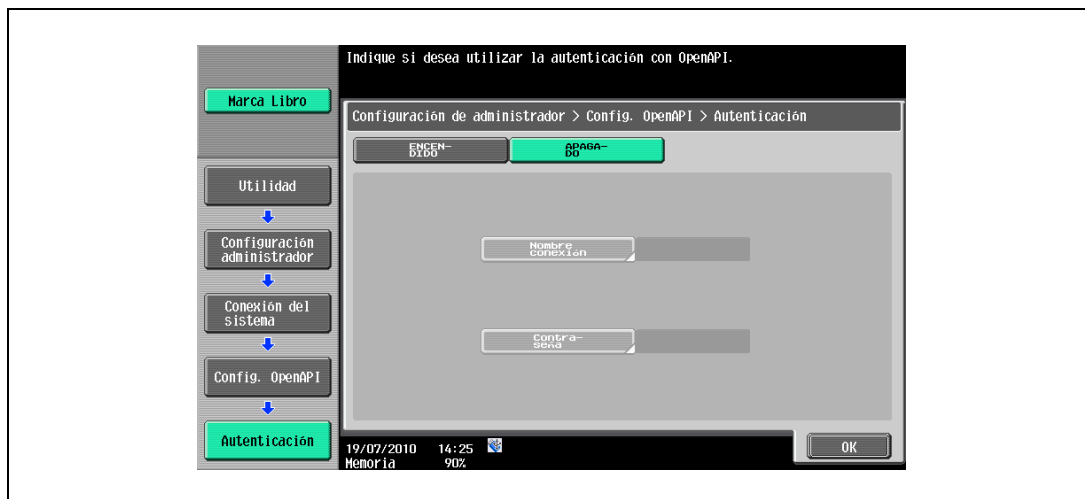 Indique si desea utilizar la autenticación con OpenAPI.
Marca Libro
Configuración de administrador > Config. OpenAPI > Autenticación
ENCEN-
DIDO
APAGA-
DO
Utilidad
Configuración
administrador
Conexión del
sistema
Config. OpenAPI
Autenticación
Nombre
conexión
Contra-
seña
19/07/2010 14:25
Memoria 90%
OK